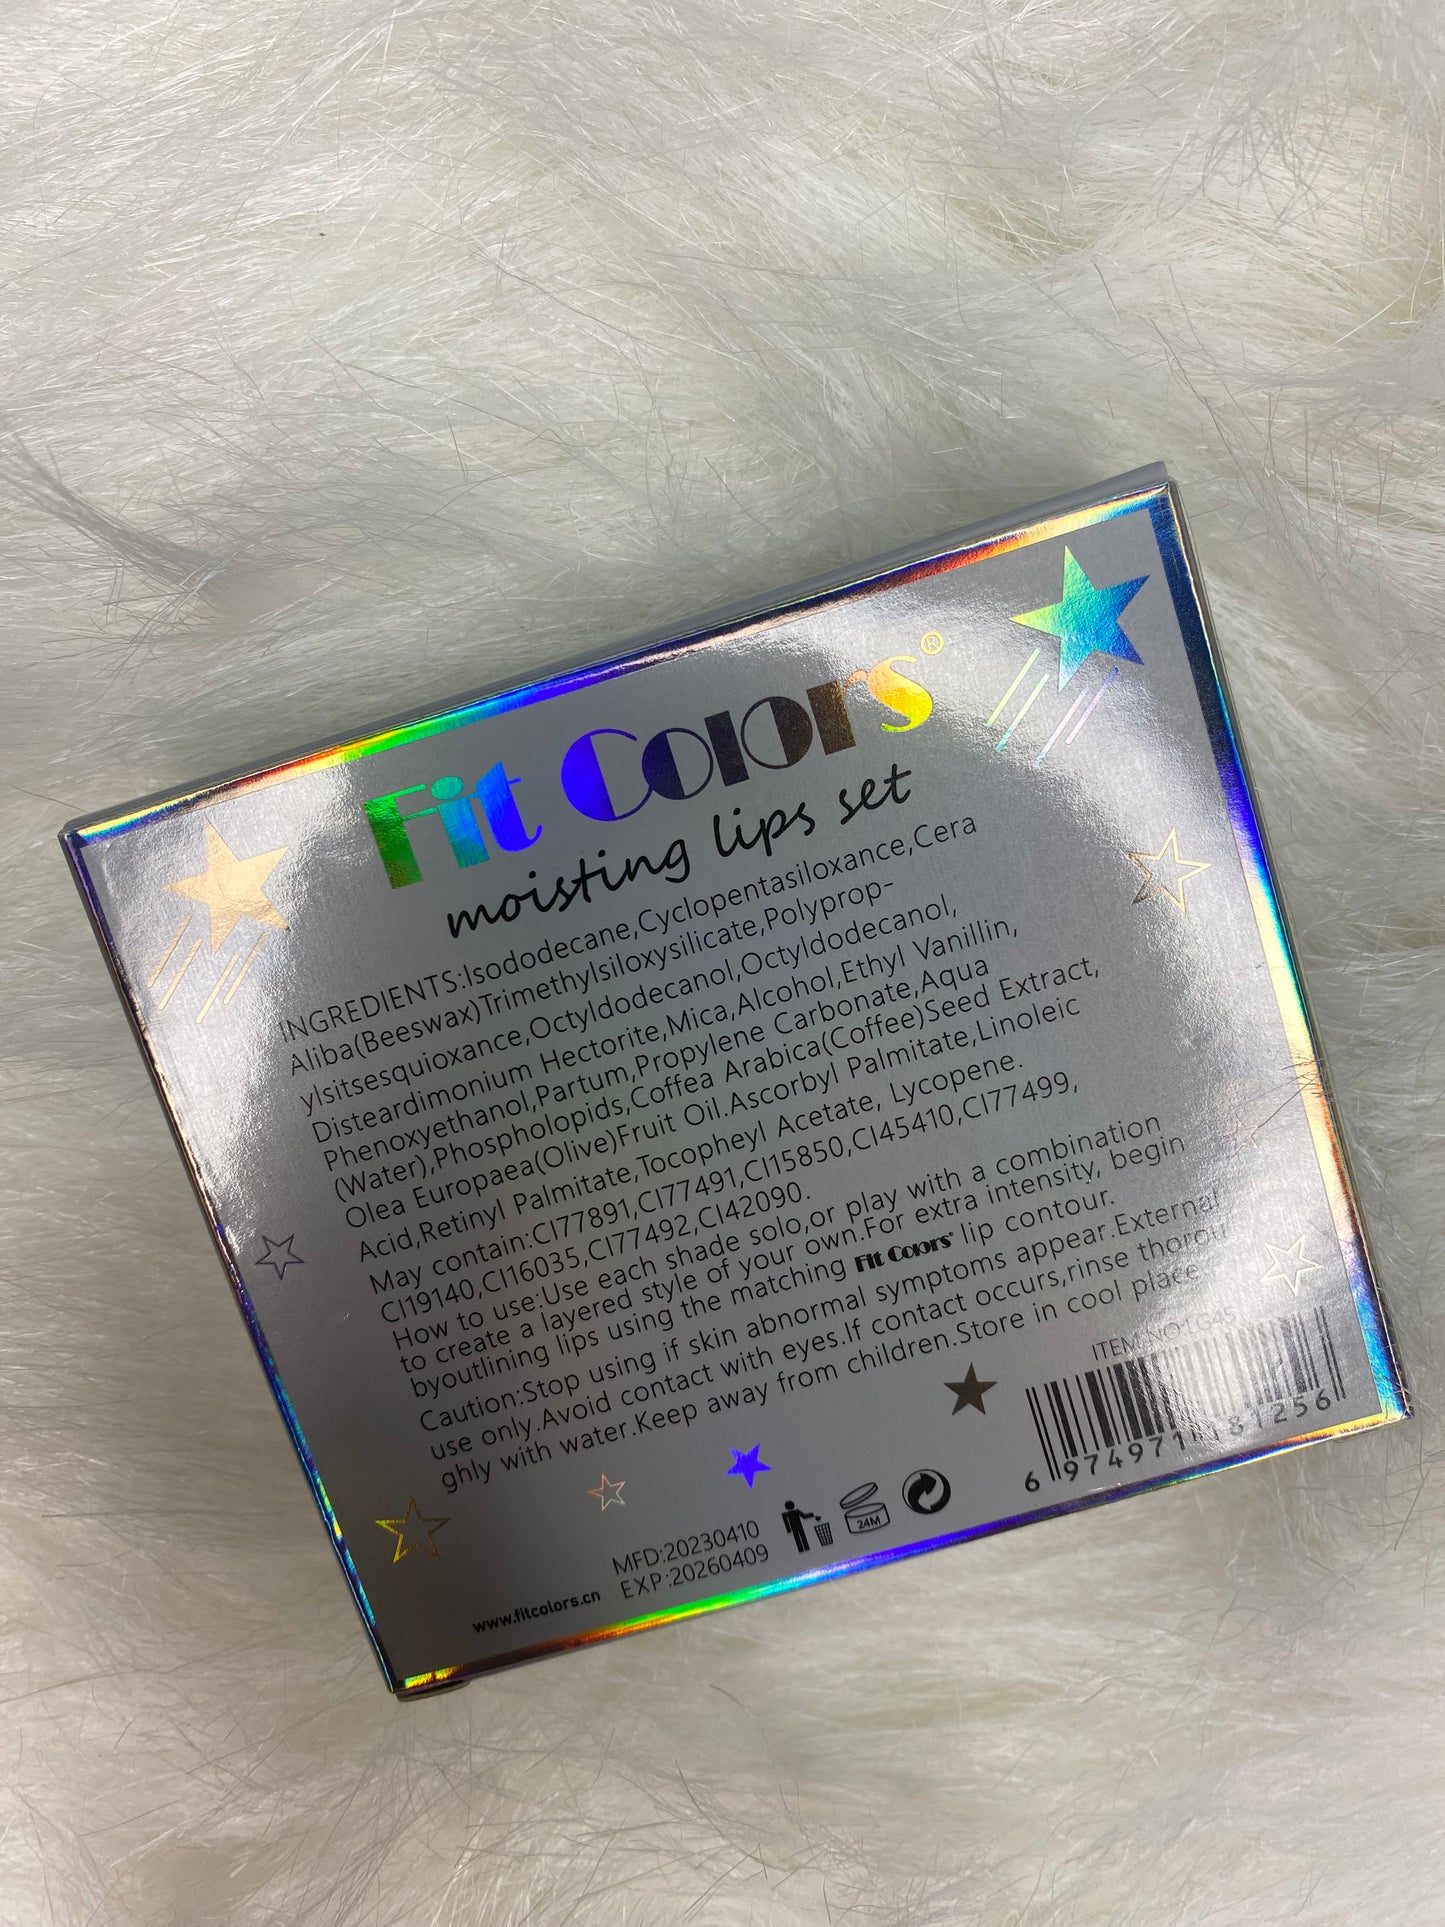 Fit Colors®
moisting lips set
INGREDIENTS:Isododecane,Cyclopentasiloxance,Cera
Aliba(Beeswax)Trimethylsiloxysilicate,Polyprop-
ylsitsesquioxance,Octyldodecanol,Octyldodecanol,
Disteardimonium Hectorite,Mica,Alcohol,Ethyl Vanillin,
Phenoxyethanol,Partum,Propylene Carbonate,Aqua
(Water),Phospholopids,Coffea Arabica(Coffee)Seed Extract,
Olea Europaea(Olive)Fruit Oil.Ascorbyl Palmitate,Linoleic
Acid,Retinyl Palmitate,Tocopheyl Acetate, Lycopene.
May contain:CI77891,CI77491,CI15850,CI45410,CI77499,
CI19140,CI16035,CI77492,CI42090.
How to use:Use each shade solo,or play with a combination
to create a layered style of your own.For extra intensity, begin
byoutlining lips using the matching Fit Colors® lip contour.
Caution:Stop using if skin abnormal symptoms appear.External
use only.Avoid contact with eyes.If contact occurs,rinse thorou
ghly with water.Keep away from children.Store in cool place
ITEM NO
6 974971 181256
24M
MFD:20230410
EXP:20260409
www.fitcolors.cn